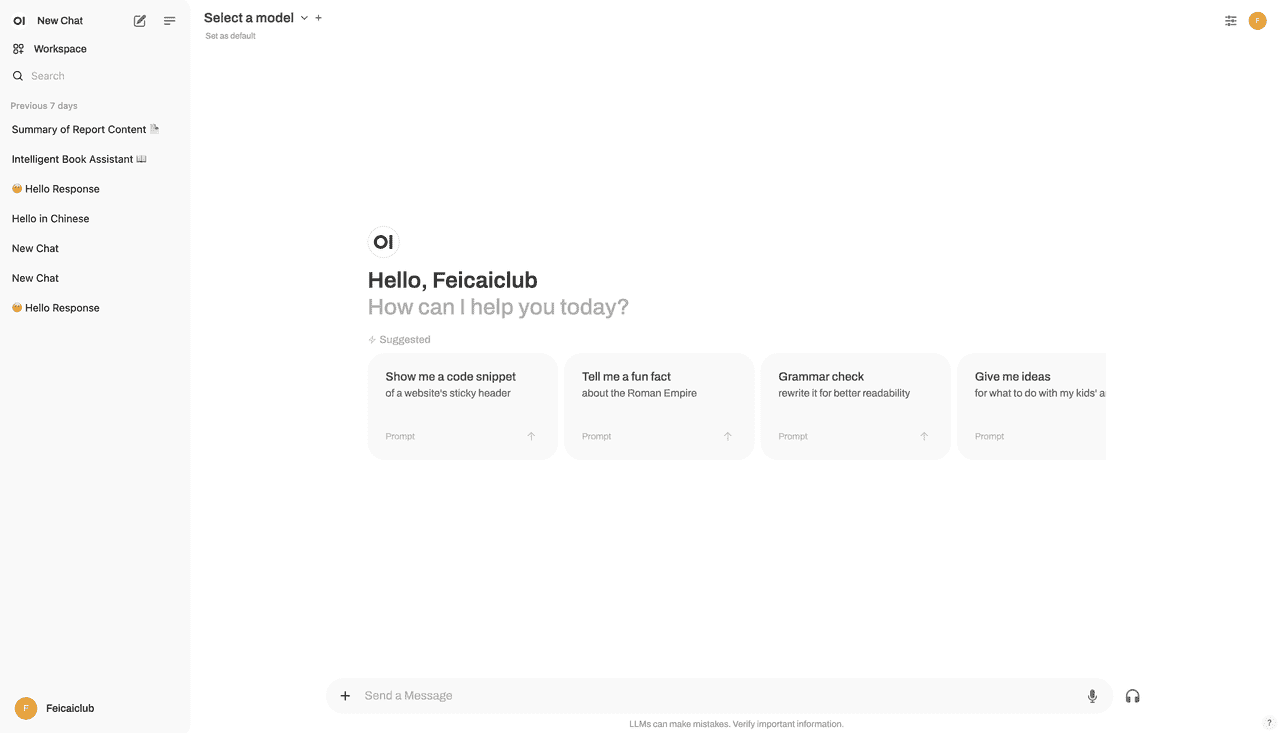 OI New Chat
Workspace
Search
Previous 7 days
Summary of Report Content
Intelligent Book Assistant
Hello Response
Hello in Chinese
New Chat
New Chat
Hello Response
F Feicaiclub
Select a model
Set as default
F
OI
Hello, Feicaiclub
How can I help you today?
Suggested
Show me a code snippet
of a website's sticky header
Prompt
Tell me a fun fact
about the Roman Empire
Prompt
Grammar check
rewrite it for better readability
Prompt
Give me ideas
for what to do with my kids' a
Prompt
Send a Message
LLMs can make mistakes. Verify important information.
?